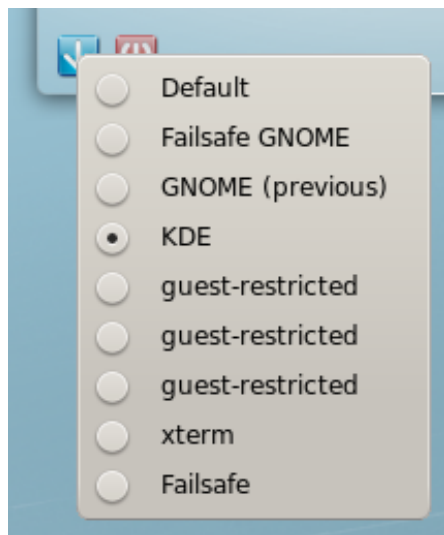 Default
Failsafe GNOME
GNOME (previous)
KDE
guest-restricted
guest-restricted
guest-restricted
xterm
Failsafe